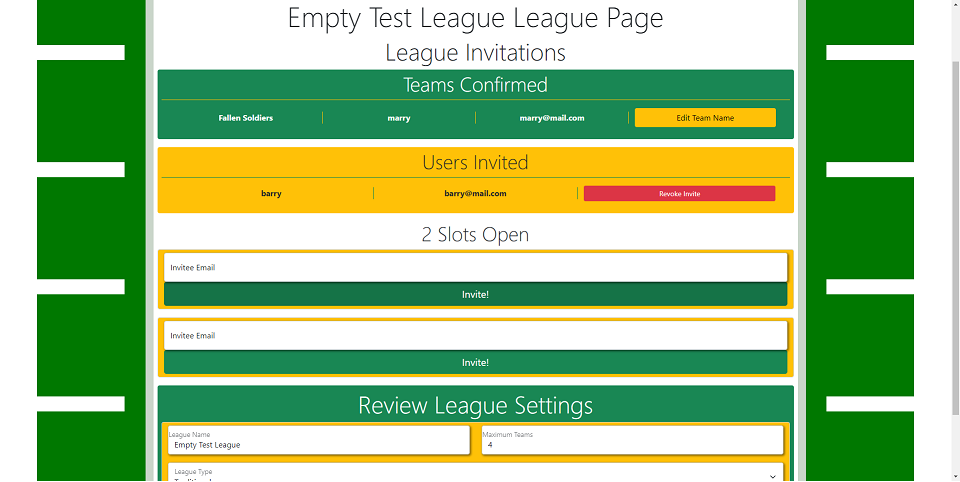 Empty Test League League Page
League Invitations
Teams Confirmed
Fallen Soldiers marry marry@mail.com Edit Team Name
Users Invited
barry barry@mail.com Revoke Invite
2 Slots Open
Invitee Email
Invite!
Invitee Email
Invite!
Review League Settings
League Name Maximum Teams
Empty Test League 4
League Type